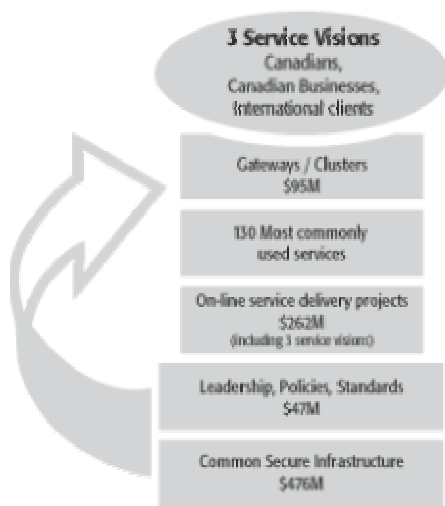 3 Service Visions
Canadians,
Canadian Businesses,
International clients
Gateways / Clusters
$95M
130 Most commonly
used services
On-line service delivery projects
$262M
(including 3 service visions)
Leadership, Policies, Standards
$47M
Common Secure Infrastructure
$476M